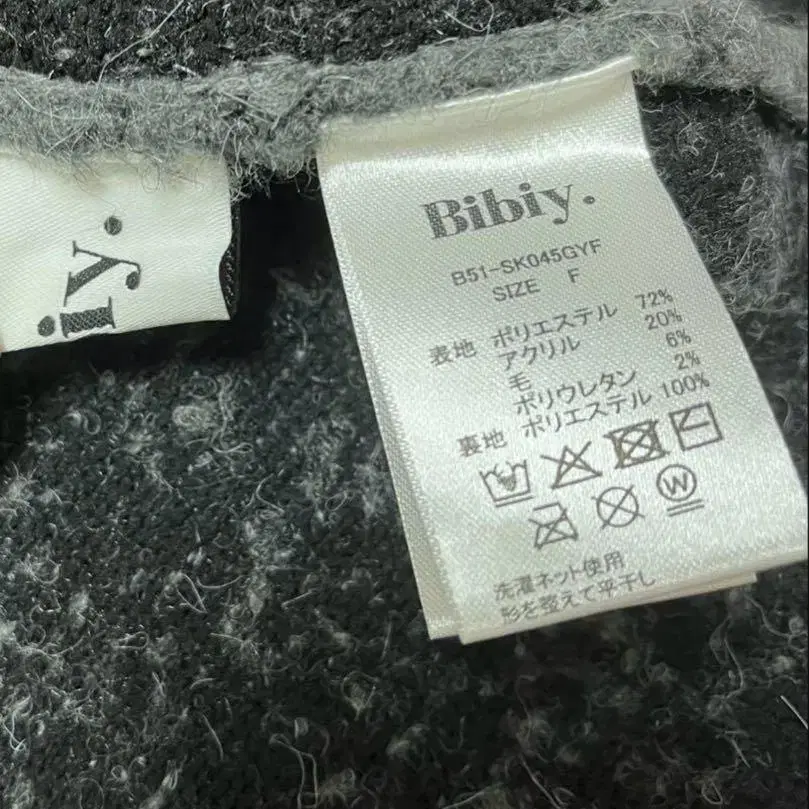 iy.
Bibiy.
B51-SK045GYF
SIZE F
表地 ポリエステル 72%
アクリル 20%
毛 6%
ポリウレタン 2%
裏地 ポリエステル 100%
W
洗濯ネット使用
形を整えて平干し